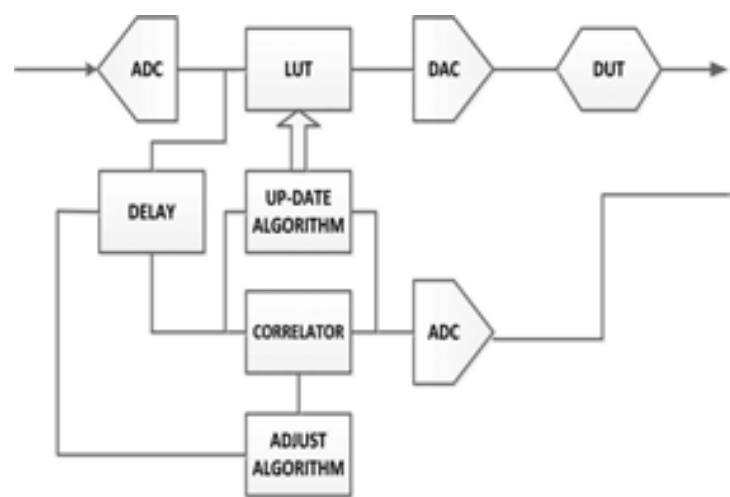 ADC
LUT
DAC
DUT
DELAY
UP-DATE
ALGORITHM
CORRELATOR
ADC
ADJUST
ALGORITHM